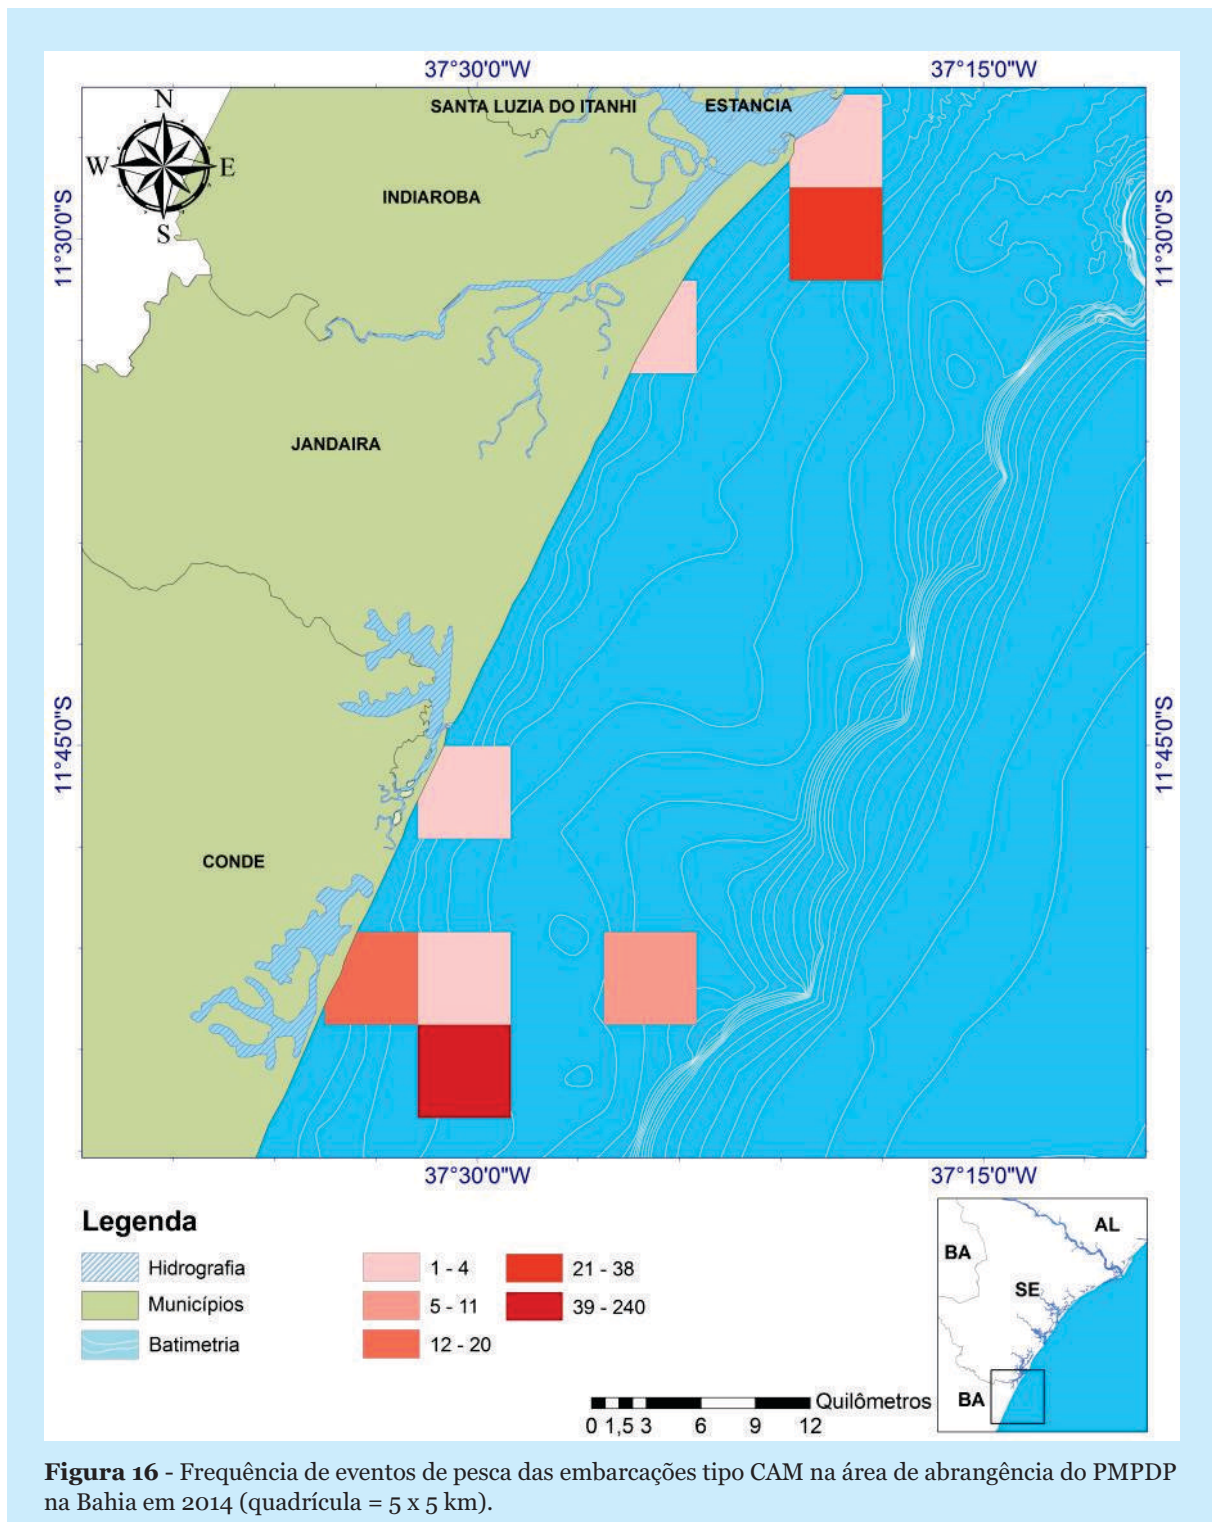 37°30'0"W 37°15'0"W
N
W E
S
SANTA LUZIA DO ITANHI ESTANCIA
INDIAROBA
11°30'0"S 11°30'0"S
JANDAIRA
11°45'0"S 11°45'0"S
CONDE
37°30'0"W 37°15'0"W
Legenda
Hidrografia
Municípios
Batimetria
1 - 4
5 - 11
12 - 20
21 - 38
39 - 240
Quilômetros
0 1,5 3 6 9 12
AL
BA
SE
BA
Figura 16 - Frequência de eventos de pesca das embarcações tipo CAM na área de abrangência do PMPDP
na Bahia em 2014 (quadrícula = 5 x 5 km).